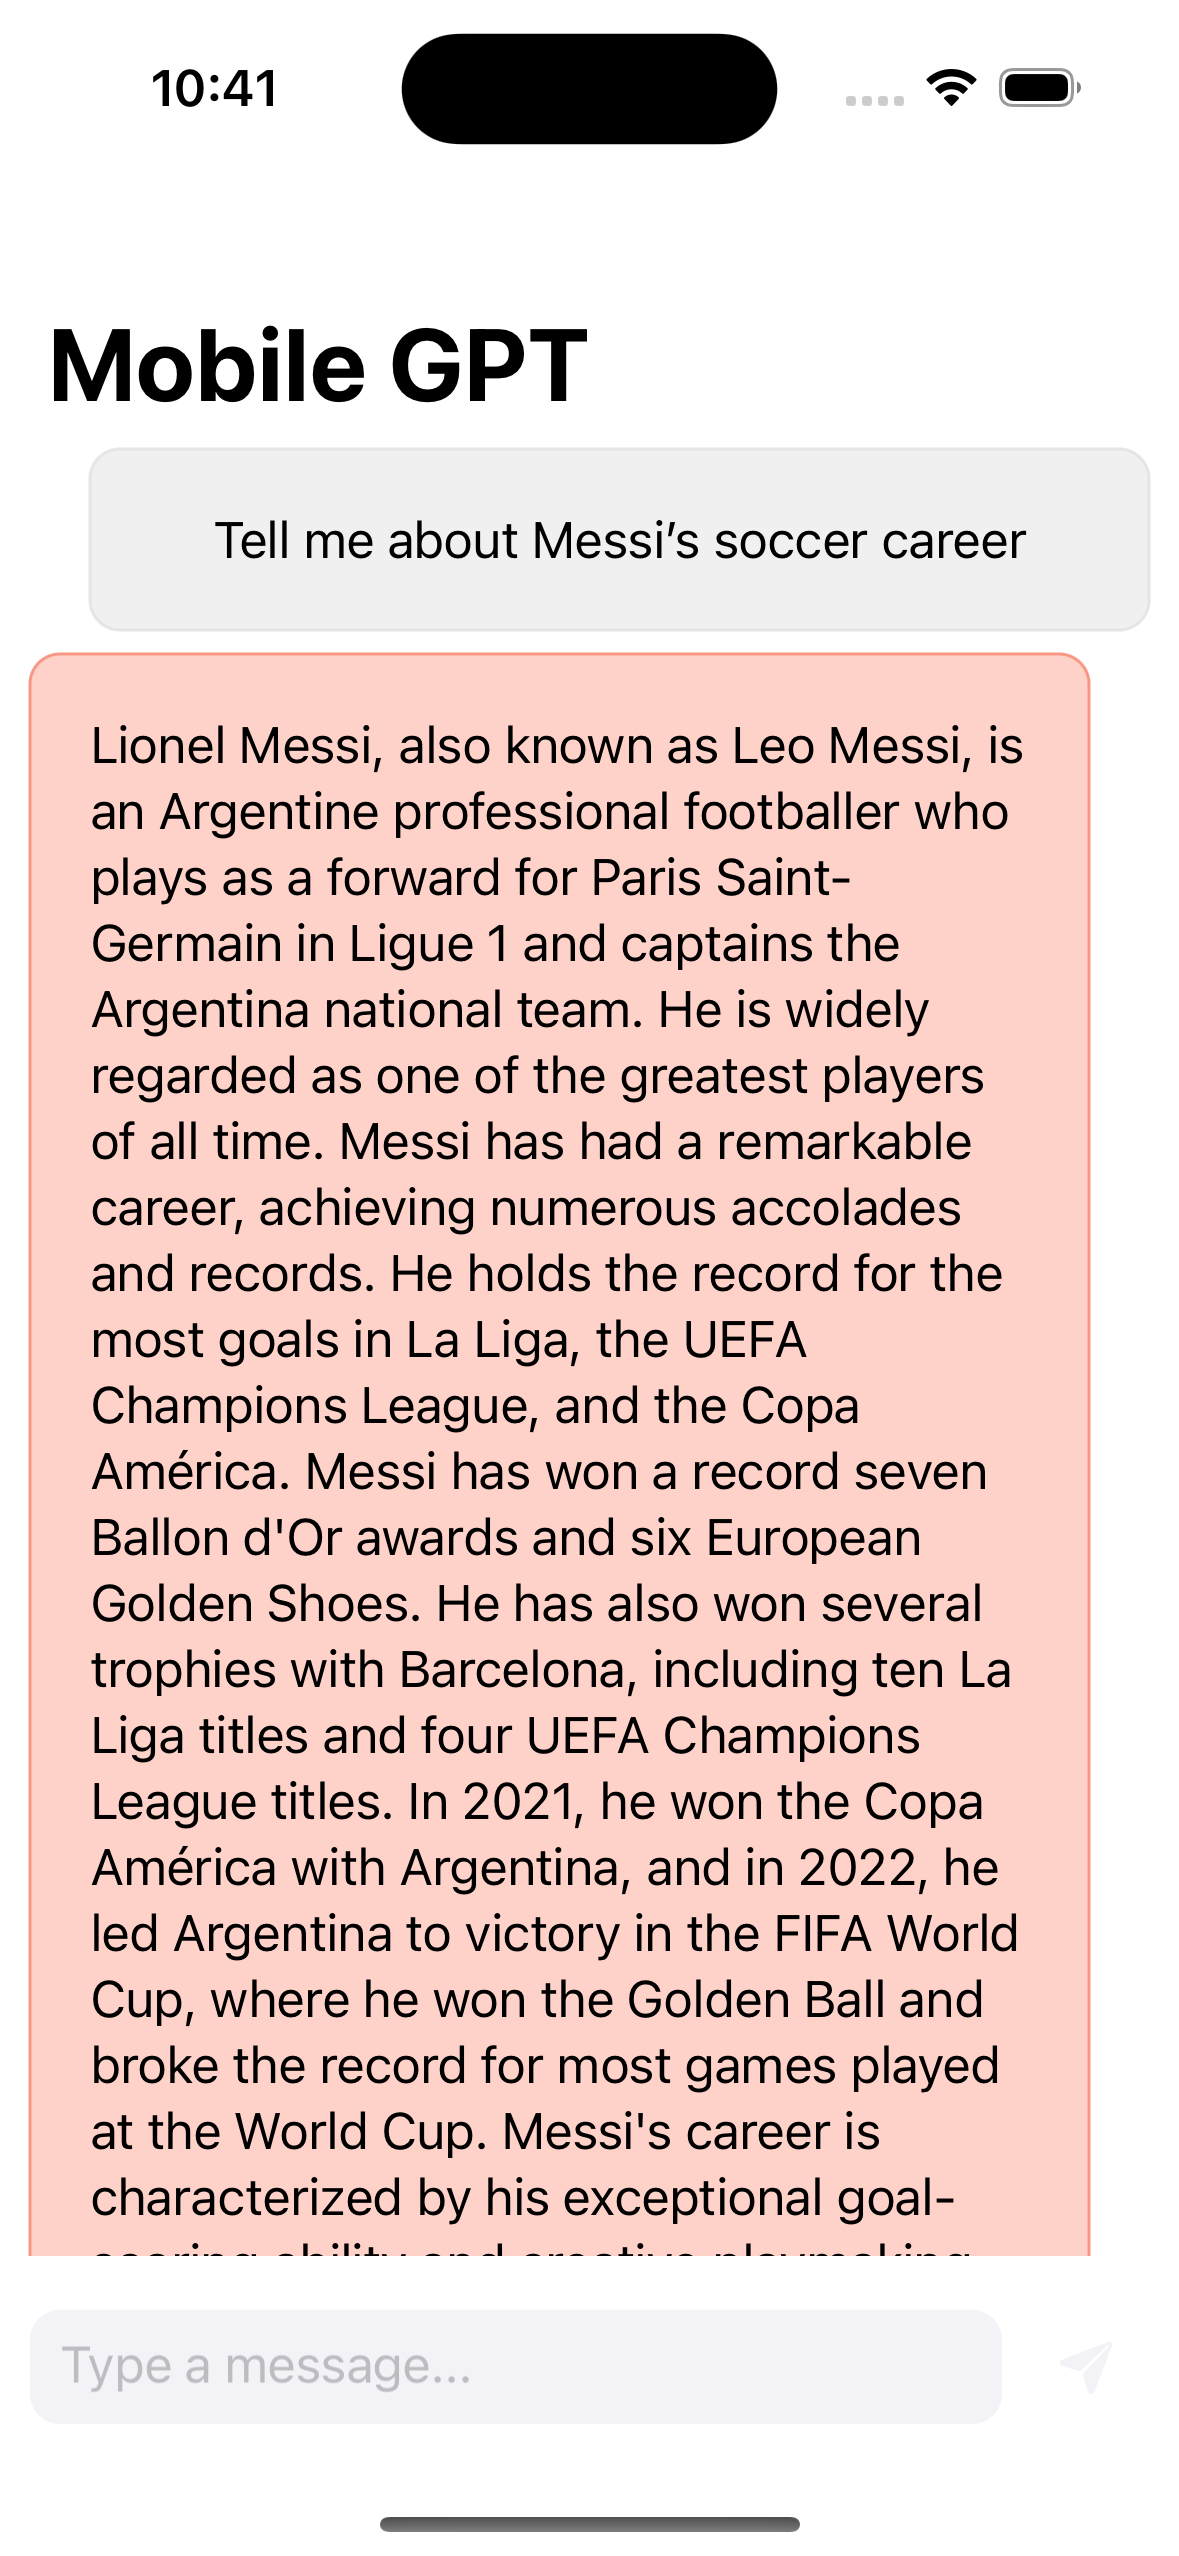 10:41
Mobile GPT
Tell me about Messi’s soccer career
Lionel Messi, also known as Leo Messi, is
an Argentine professional footballer who
plays as a forward for Paris Saint-
Germain in Ligue 1 and captains the
Argentina national team. He is widely
regarded as one of the greatest players
of all time. Messi has had a remarkable
career, achieving numerous accolades
and records. He holds the record for the
most goals in La Liga, the UEFA
Champions League, and the Copa
América. Messi has won a record seven
Ballon d'Or awards and six European
Golden Shoes. He has also won several
trophies with Barcelona, including ten La
Liga titles and four UEFA Champions
League titles. In 2021, he won the Copa
América with Argentina, and in 2022, he
led Argentina to victory in the FIFA World
Cup, where he won the Golden Ball and
broke the record for most games played
at the World Cup. Messi's career is
characterized by his exceptional goal-
scoring ability and creative playmaking
Type a message...